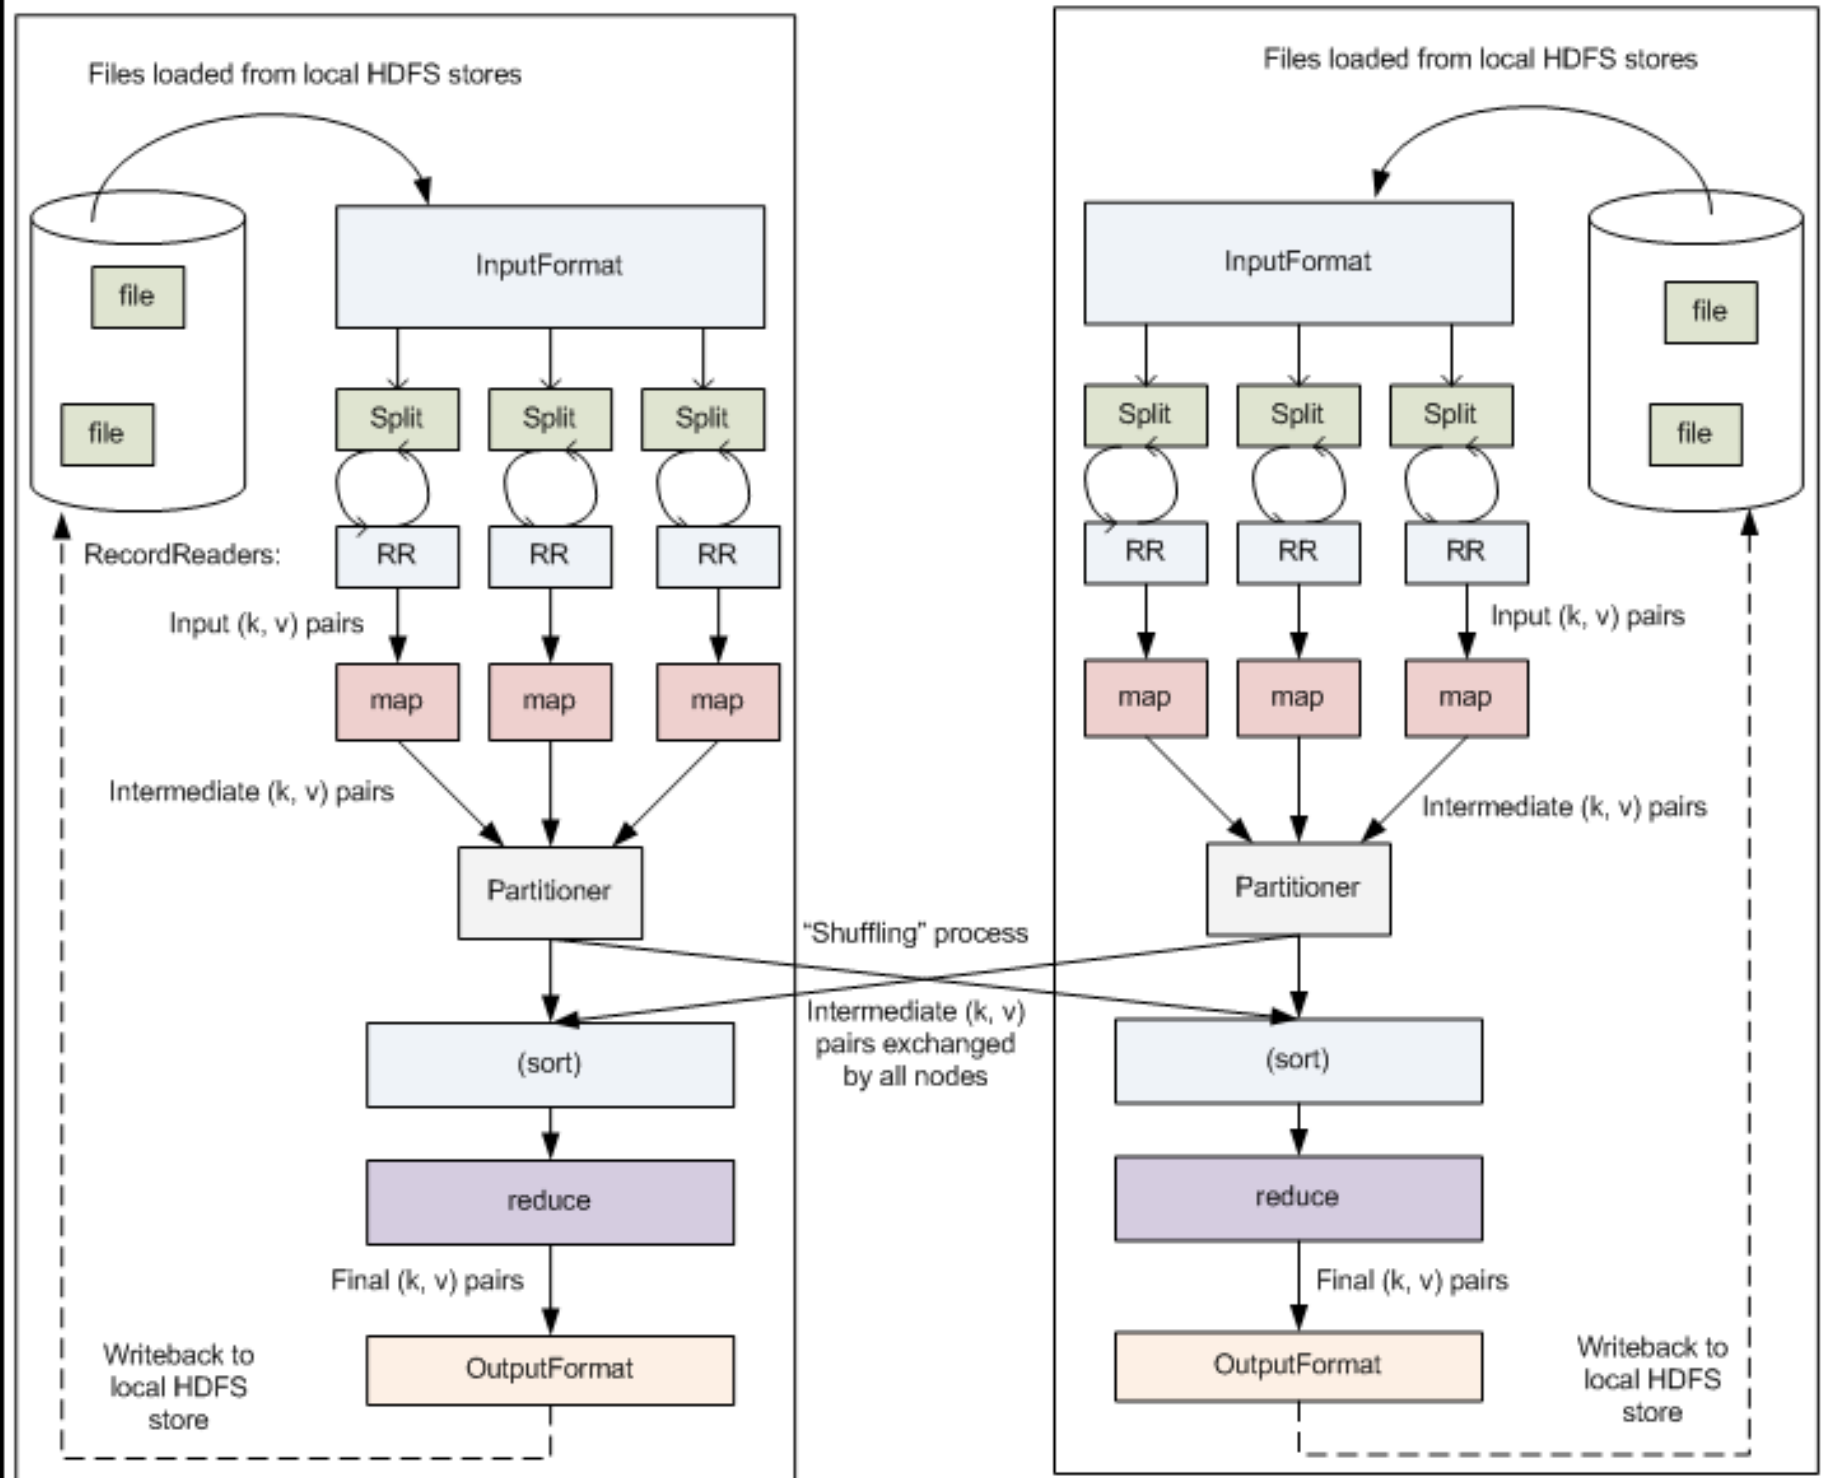 Files loaded from local HDFS stores
file
file
InputFormat
Split Split Split
RecordReaders:
RR RR RR
Input (k, v) pairs
map map map
Intermediate (k, v) pairs
Partitioner
"Shuffling" process
Intermediate (k, v)
pairs exchanged
by all nodes
(sort)
reduce
Final (k, v) pairs
OutputFormat
Writeback to
local HDFS
store
Files loaded from local HDFS stores
InputFormat
file
file
Split Split Split
RR RR RR
Input (k, v) pairs
map map map
Intermediate (k, v) pairs
Partitioner
(sort)
reduce
Final (k, v) pairs
OutputFormat
Writeback to
local HDFS
store